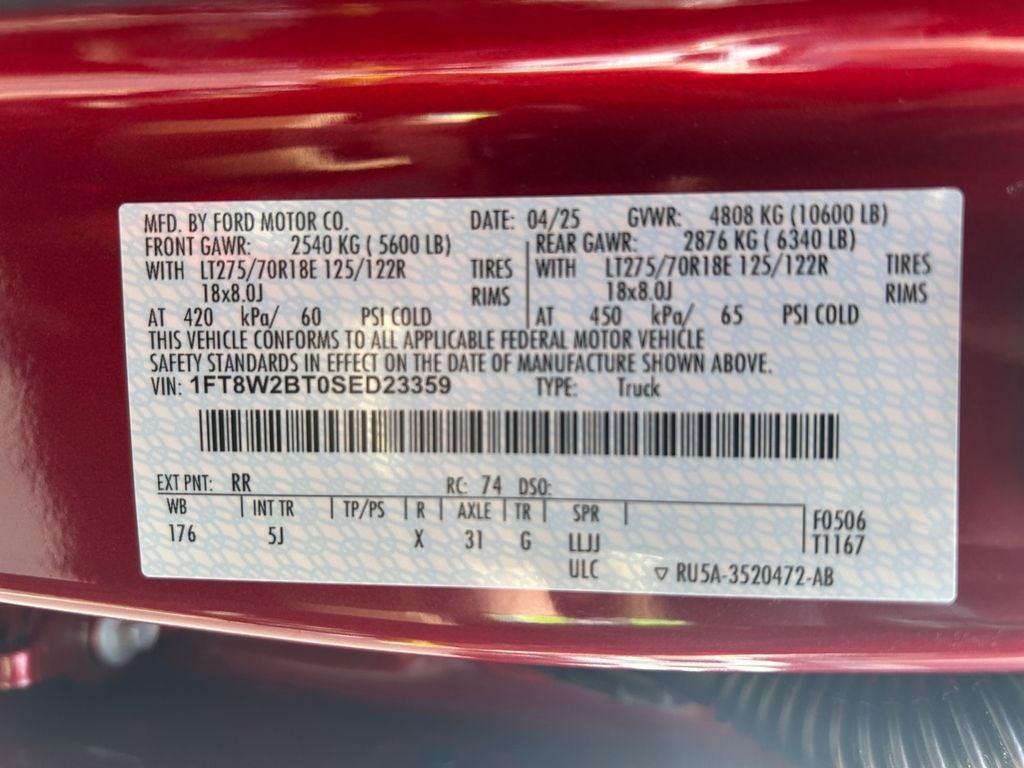 MFD. BY FORD MOTOR CO. DATE: 04/25 GVWR: 4808 KG (10600 LB)
FRONT GAWR: 2540 KG ( 5600 LB) REAR GAWR: 2876 KG ( 6340 LB)
WITH LT275/70R18E 125/122R TIRES WITH LT275/70R18E 125/122R TIRES
18x8.0J RIMS 18x8.0J RIMS
AT 420 kPa/ 60 PSI COLD AT 450 kPa/ 65 PSI COLD
THIS VEHICLE CONFORMS TO ALL APPLICABLE FEDERAL MOTOR VEHICLE
SAFETY STANDARDS IN EFFECT ON THE DATE OF MANUFACTURE SHOWN ABOVE.
VIN: 1FT8W2BT0SED23359 TYPE: Truck
EXT PNT: RR RC: 74 DSO:
WB INT TR TP/PS R AXLE TR SPR F0506
176 5J X 31 G LLJJ T1167
ULC ▽ RU5A-3520472-AB